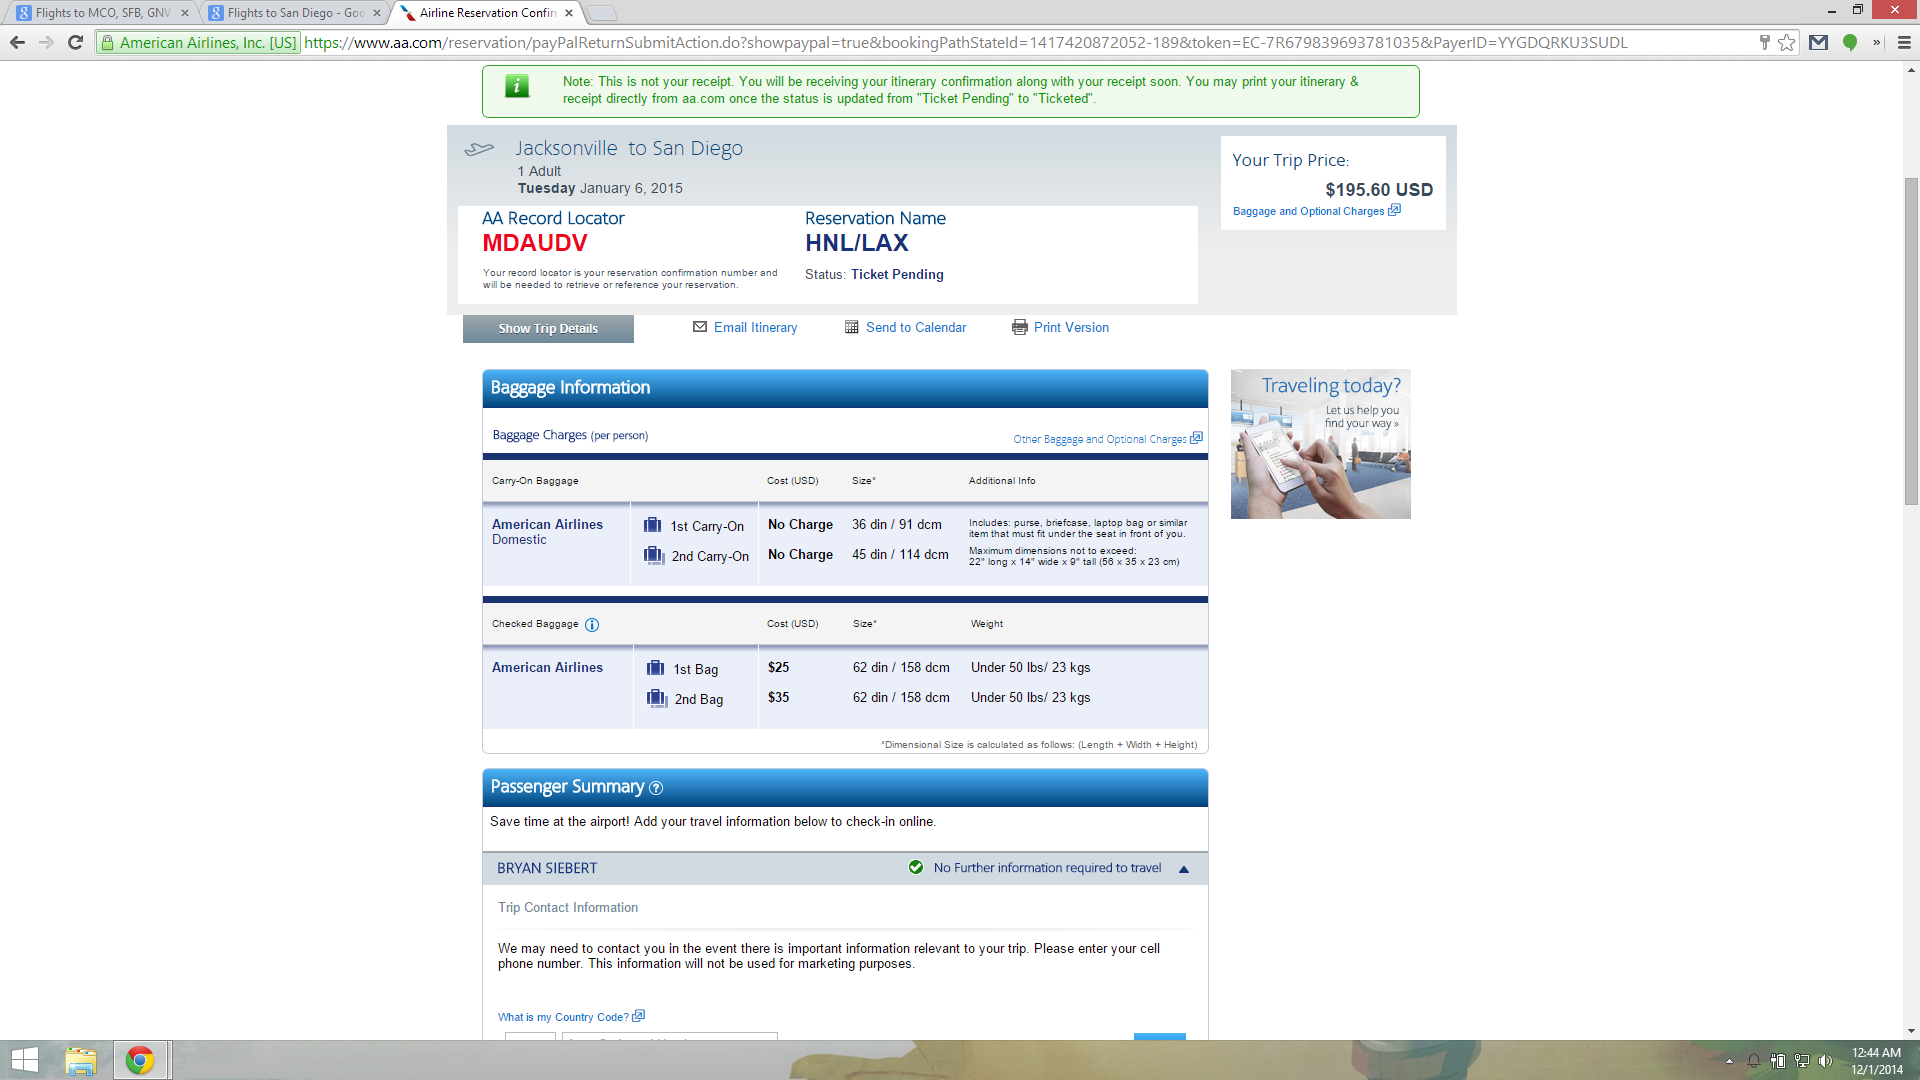 Flights to MCO, SFB, GNV
Flights to San Diego - Goo
Airline Reservation Confir
American Airlines, Inc. [US] https://www.aa.com/reservation/payPalReturnSubmitAction.do?showpaypal=true&bookingPathStateId=1417420872052-189&token=EC-7R679839693781035&PayerID=YYGDQRKU3SUDL
Note: This is not your receipt. You will be receiving your itinerary confirmation along with your receipt soon. You may print your itinerary &
receipt directly from aa.com once the status is updated from "Ticket Pending" to "Ticketed".
Jacksonville to San Diego
1 Adult
Tuesday January 6, 2015
Your Trip Price:
$195.60 USD
Baggage and Optional Charges
AA Record Locator
MDAUDV
Your record locator is your reservation confirmation number and
will be needed to retrieve or reference your reservation.
Reservation Name
HNL/LAX
Status: Ticket Pending
Show Trip Details
Email Itinerary
Send to Calendar
Print Version
Baggage Information
Baggage Charges (per person)
Other Baggage and Optional Charges
Carry-On Baggage Cost (USD) Size* Additional Info
American Airlines
Domestic
1st Carry-On No Charge 36 din / 91 dcm Includes: purse, briefcase, laptop bag or similar
item that must fit under the seat in front of you.
2nd Carry-On No Charge 45 din / 114 dcm Maximum dimensions not to exceed:
22" long x 14" wide x 9" tall (56 x 35 x 23 cm)
Checked Baggage Cost (USD) Size* Weight
American Airlines 1st Bag $25 62 din / 158 dcm Under 50 lbs/ 23 kgs
2nd Bag $35 62 din / 158 dcm Under 50 lbs/ 23 kgs
*Dimensional Size is calculated as follows: (Length + Width + Height)
Traveling today?
Let us help you
find your way »
Passenger Summary
Save time at the airport! Add your travel information below to check-in online.
BRYAN SIEBERT
No Further information required to travel
Trip Contact Information
We may need to contact you in the event there is important information relevant to your trip. Please enter your cell
phone number. This information will not be used for marketing purposes.
What is my Country Code?
12:44 AM
12/1/2014